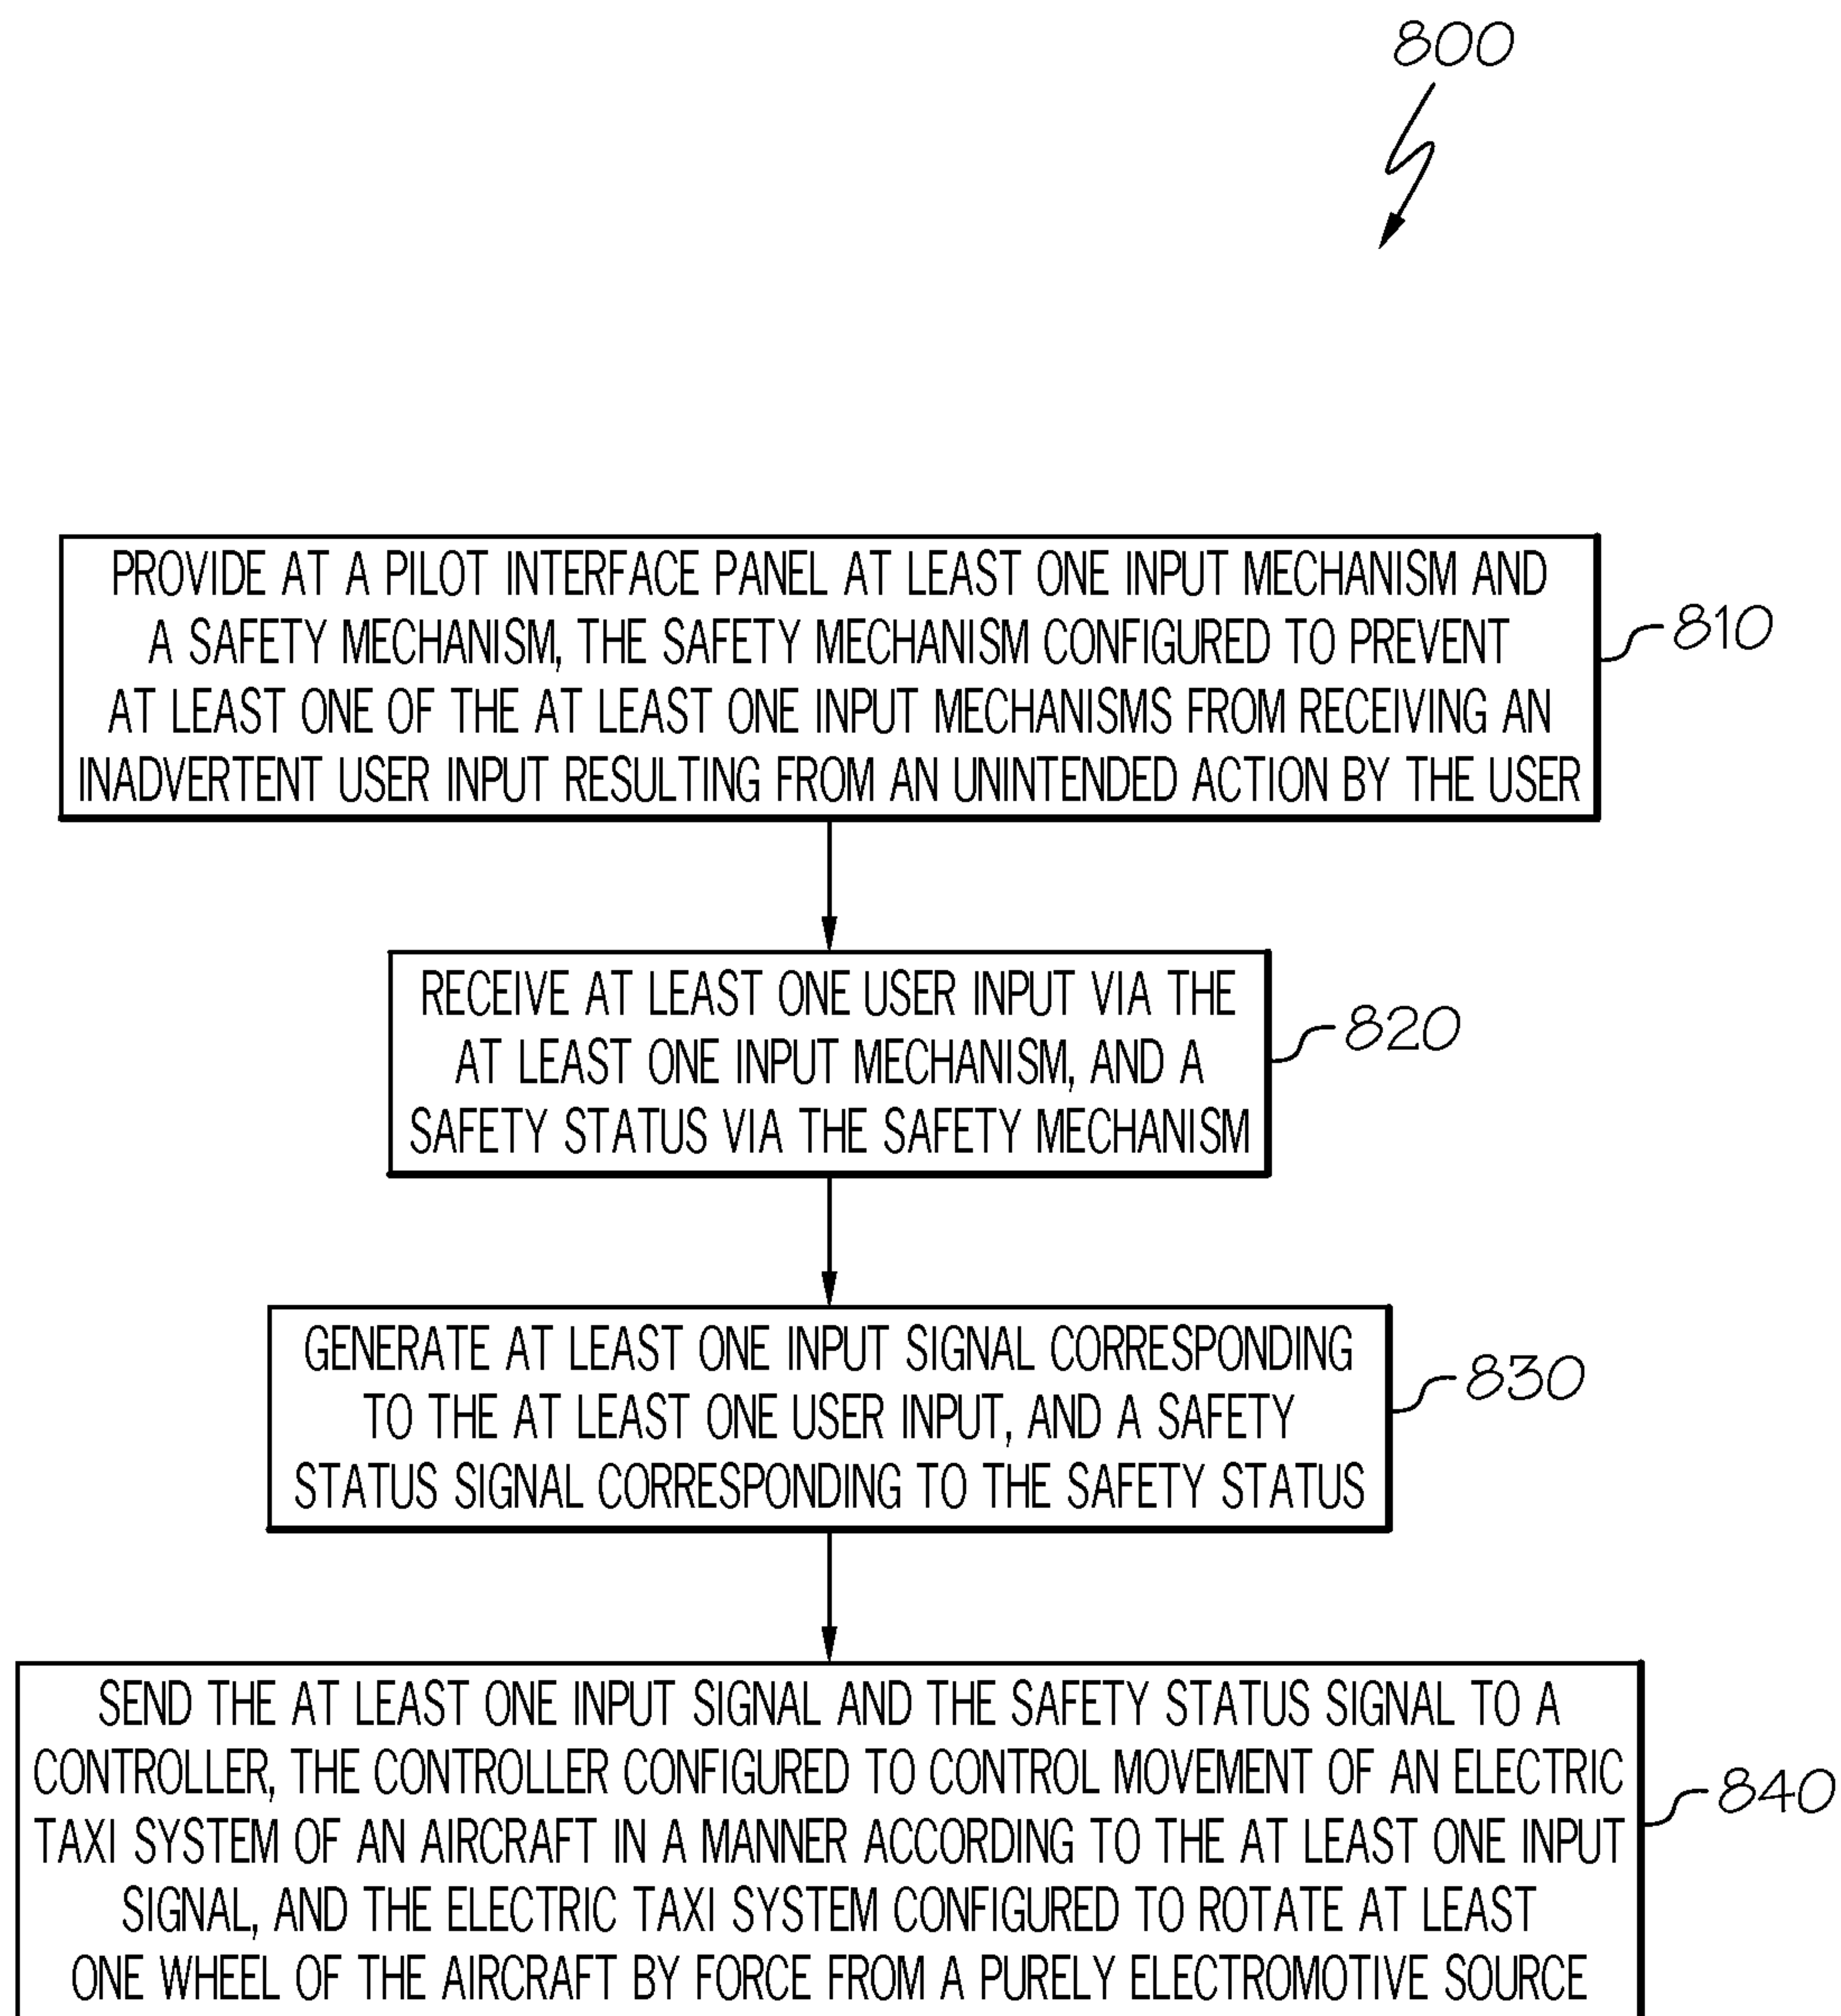 800
PROVIDE AT A PILOT INTERFACE PANEL AT LEAST ONE INPUT MECHANISM AND
A SAFETY MECHANISM, THE SAFETY MECHANISM CONFIGURED TO PREVENT
AT LEAST ONE OF THE AT LEAST ONE INPUT MECHANISMS FROM RECEIVING AN
INADVERTENT USER INPUT RESULTING FROM AN UNINTENDED ACTION BY THE USER
810
RECEIVE AT LEAST ONE USER INPUT VIA THE
AT LEAST ONE INPUT MECHANISM, AND A
SAFETY STATUS VIA THE SAFETY MECHANISM
820
GENERATE AT LEAST ONE INPUT SIGNAL CORRESPONDING
TO THE AT LEAST ONE USER INPUT, AND A SAFETY
STATUS SIGNAL CORRESPONDING TO THE SAFETY STATUS
830
SEND THE AT LEAST ONE INPUT SIGNAL AND THE SAFETY STATUS SIGNAL TO A
CONTROLLER, THE CONTROLLER CONFIGURED TO CONTROL MOVEMENT OF AN ELECTRIC
TAXI SYSTEM OF AN AIRCRAFT IN A MANNER ACCORDING TO THE AT LEAST ONE INPUT
SIGNAL, AND THE ELECTRIC TAXI SYSTEM CONFIGURED TO ROTATE AT LEAST
ONE WHEEL OF THE AIRCRAFT BY FORCE FROM A PURELY ELECTROMOTIVE SOURCE
840